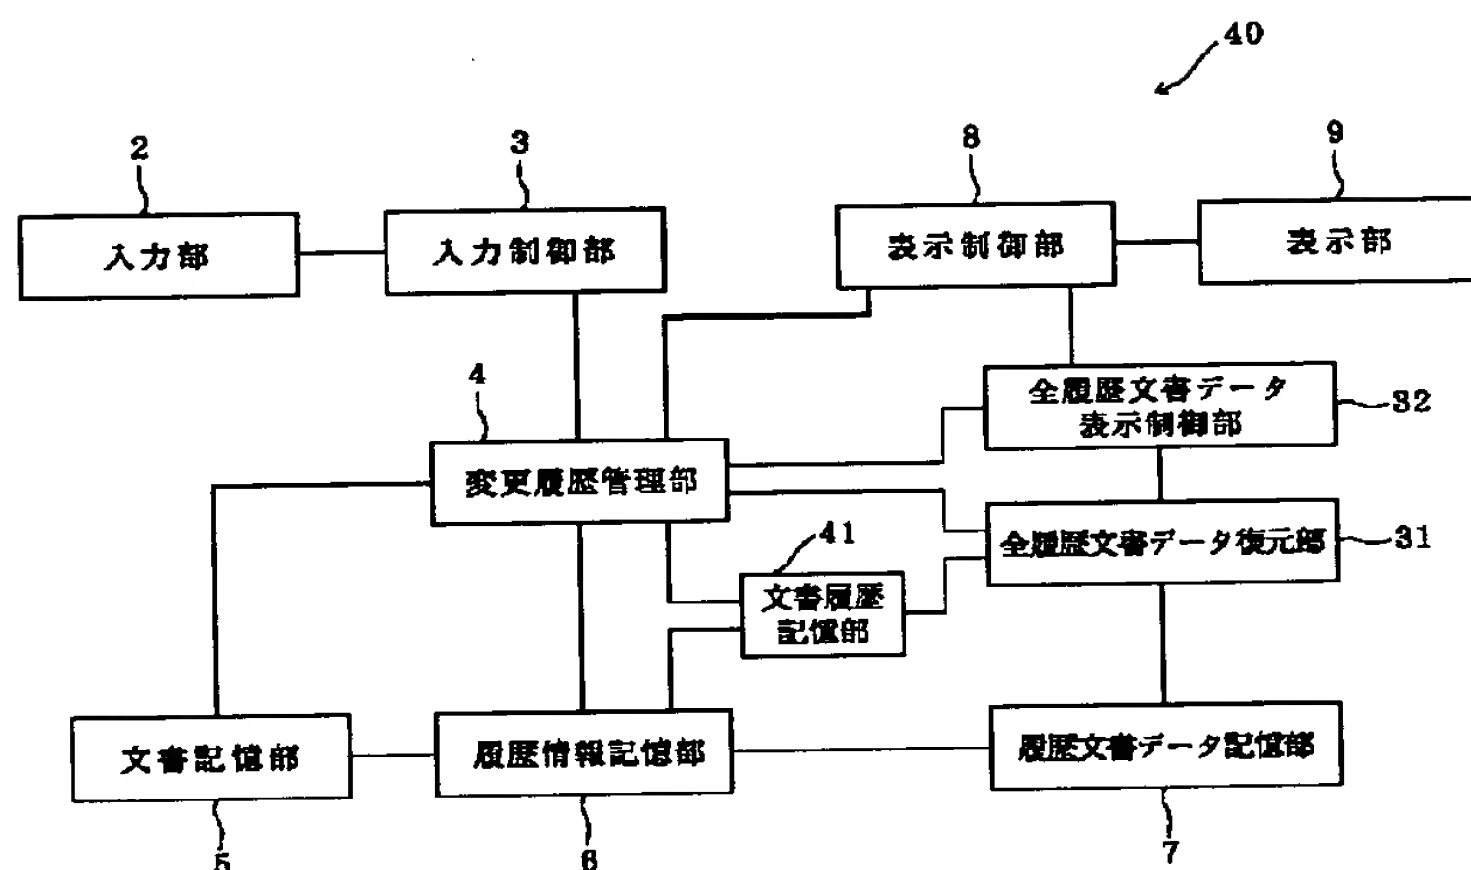 40
2
3
8
9
入力部
入力制御部
表示制御部
表示部
4
全履歴文書データ
表示制御部
32
変更履歴管理部
41
全履歴文書データ復元部
31
文書履歴
記憶部
文書記憶部
履歴情報記憶部
履歴文書データ記憶部
5
6
7